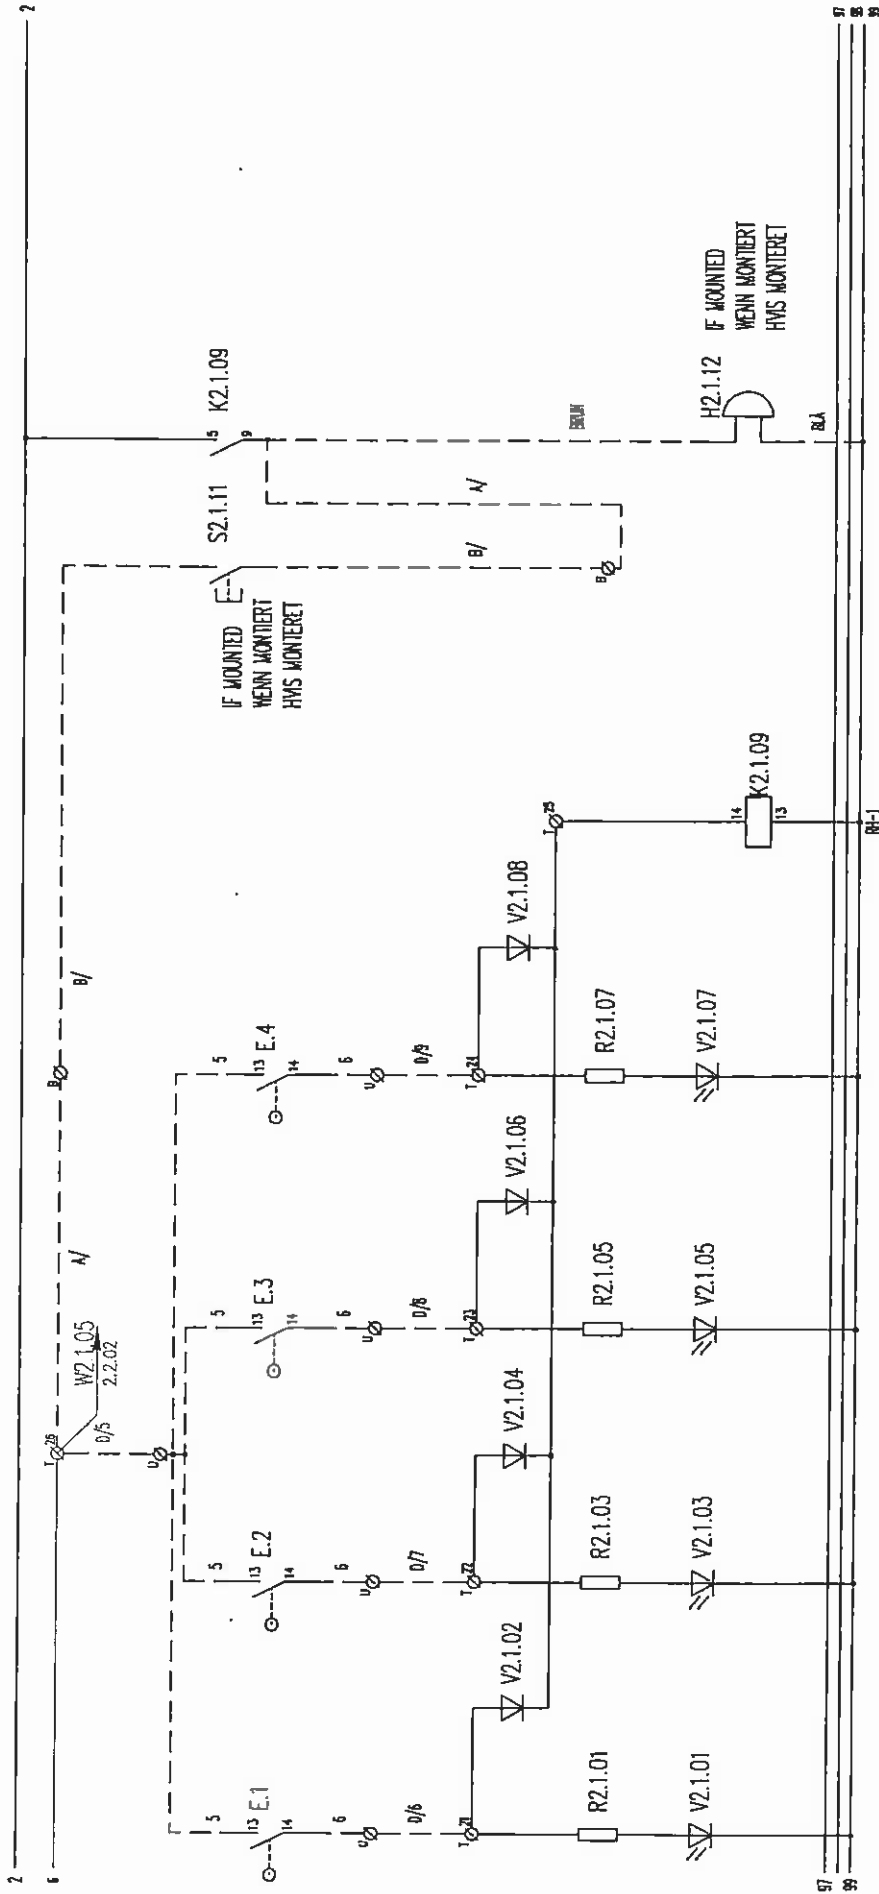 2
2
6
T 26
W2.1.05
2.2.02
A/
B
B/
D/5
U
5
13
E.1
14
6
U
D/6
T 21
V2.1.02
R2.1.01
V2.1.01
5
13
E.2
14
6
U
D/7
T 22
V2.1.04
R2.1.03
V2.1.03
5
13
E.3
14
6
U
D/8
T 23
V2.1.06
R2.1.05
V2.1.05
5
13
E.4
14
6
U
D/9
T 24
V2.1.08
R2.1.07
V2.1.07
T 25
14
K2.1.09
13
RH-1
S2.1.11
IF MOUNTED
WENN MONTIERT
HVIS MONTERET
B/
B
A/
5
K2.1.09
9
BRUN
H2.1.12
IF MOUNTED
WENN MONTIERT
HVIS MONTERET
BLÅ
97
99
97
98
99